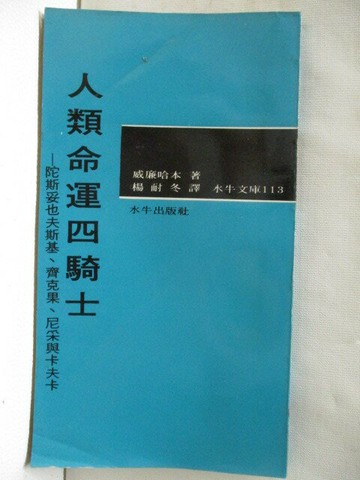 人類命運四騎士
—陀斯妥也夫斯基、齊克果、尼采與卡夫卡
威廉哈本 著
楊耐冬 譯 水牛文庫113
水牛出版社